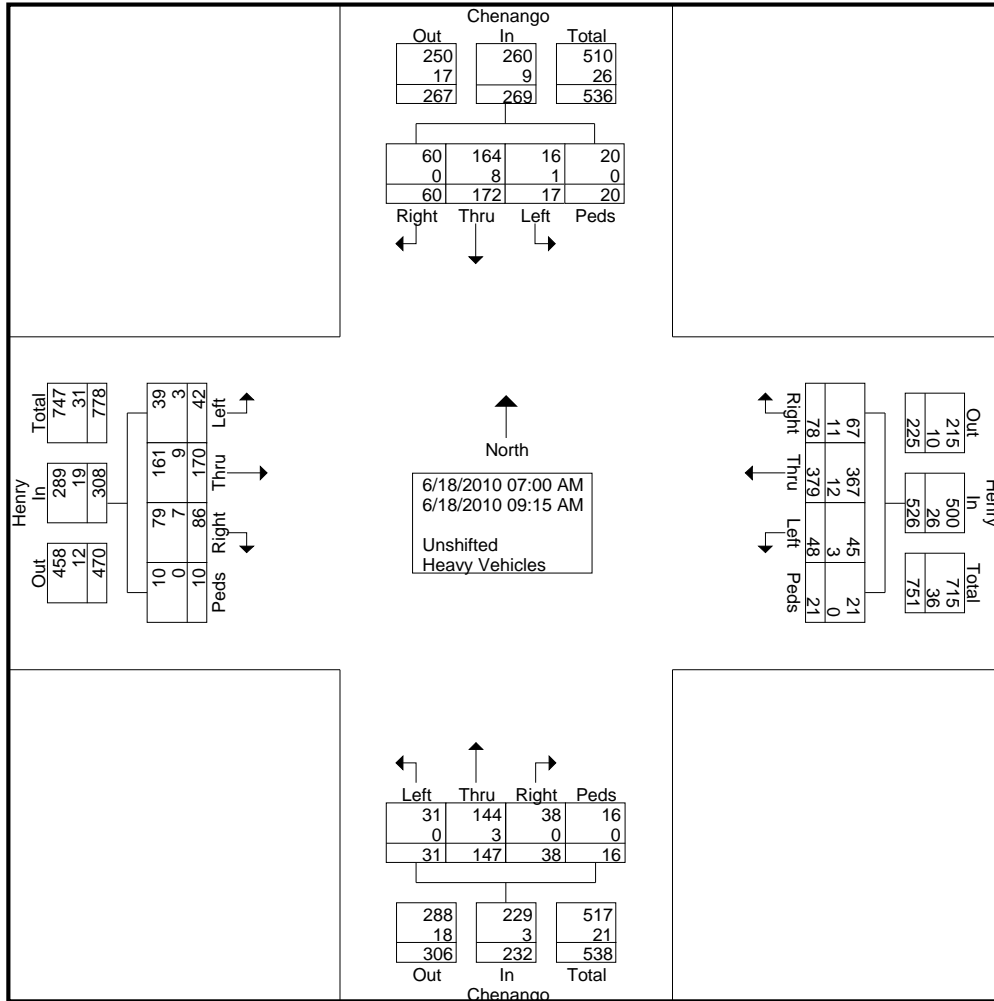 Chenango
Out In Total
250 260 510
17 9 26
267 269 536
60 164 16 20
0 8 1 0
60 172 17 20
Right Thru Left Peds
Henry
Total In Out
747 289 458
31 19 12
778 308 470
39 161 79 10
3 9 7 0
42 170 86 10
Left Thru Right Peds
North
6/18/2010 07:00 AM
6/18/2010 09:15 AM
Unshifted
Heavy Vehicles
Right Thru Left Peds
67 367 45 21
11 12 3 0
78 379 48 21
Henry
Out In Total
215 500 715
10 26 36
225 526 751
Left Thru Right Peds
31 144 38 16
0 3 0 0
31 147 38 16
288 229 517
18 3 21
306 232 538
Out In Total
Chenango